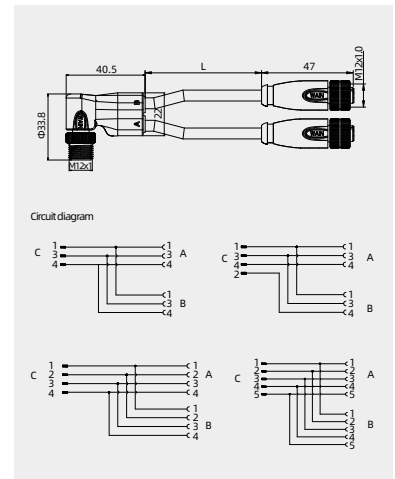 40.5 L 47
M12x1.0
Φ33.8
B
A
22
WAIN
WAIN
M12x1
Circuit diagram
C 1 3 4
1 3 4 A
1 3 4 B
C 1 3 4 2
1 3 4 A
1 3 4 B
C 1 2 3 4
1 2 3 4 A
1 2 3 4 B
C 1 2 3 4 5
1 2 3 4 5 A
1 2 3 4 5 B